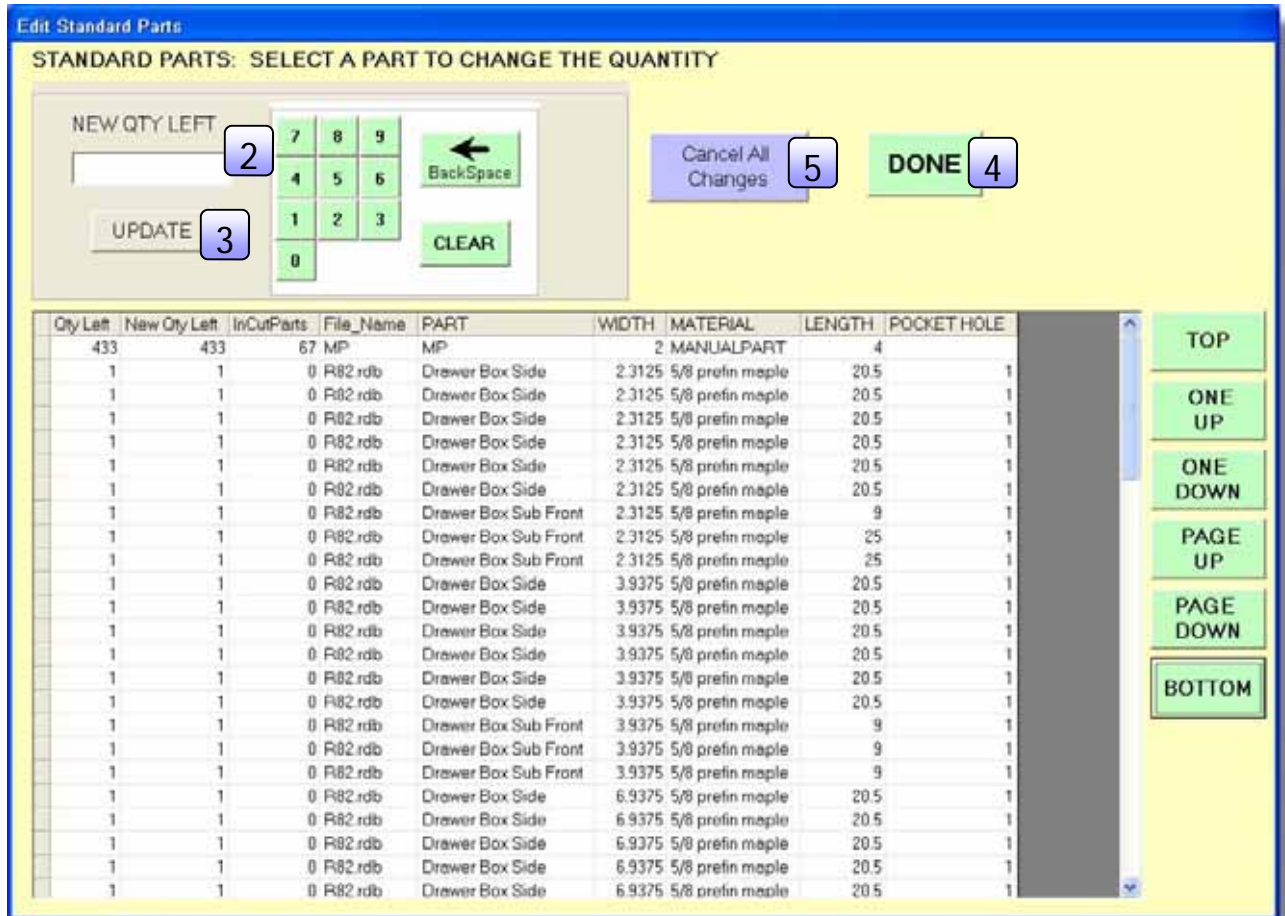 Edit Standard Parts
STANDARD PARTS: SELECT A PART TO CHANGE THE QUANTITY
NEW QTY LEFT
2
7 8 9
BackSpace
4 5 6
UPDATE
3
1 2 3
CLEAR
0
Cancel All
Changes
5
DONE
4
Qty Left New Qty Left InCutParts File_Name PART WIDTH MATERIAL LENGTH POCKET HOLE
433 433 67 MP MP 2 MANUALPART 4
1 1 0 R82.rdb Drawer Box Side 2.3125 5/8 prefin maple 20.5 1
1 1 0 R82.rdb Drawer Box Side 2.3125 5/8 prefin maple 20.5 1
1 1 0 R82.rdb Drawer Box Side 2.3125 5/8 prefin maple 20.5 1
1 1 0 R82.rdb Drawer Box Side 2.3125 5/8 prefin maple 20.5 1
1 1 0 R82.rdb Drawer Box Side 2.3125 5/8 prefin maple 20.5 1
1 1 0 R82.rdb Drawer Box Side 2.3125 5/8 prefin maple 20.5 1
1 1 0 R82.rdb Drawer Box Sub Front 2.3125 5/8 prefin maple 9 1
1 1 0 R82.rdb Drawer Box Sub Front 2.3125 5/8 prefin maple 25 1
1 1 0 R82.rdb Drawer Box Sub Front 2.3125 5/8 prefin maple 25 1
1 1 0 R82.rdb Drawer Box Side 3.9375 5/8 prefin maple 20.5 1
1 1 0 R82.rdb Drawer Box Side 3.9375 5/8 prefin maple 20.5 1
1 1 0 R82.rdb Drawer Box Side 3.9375 5/8 prefin maple 20.5 1
1 1 0 R82.rdb Drawer Box Side 3.9375 5/8 prefin maple 20.5 1
1 1 0 R82.rdb Drawer Box Side 3.9375 5/8 prefin maple 20.5 1
1 1 0 R82.rdb Drawer Box Side 3.9375 5/8 prefin maple 20.5 1
1 1 0 R82.rdb Drawer Box Sub Front 3.9375 5/8 prefin maple 9 1
1 1 0 R82.rdb Drawer Box Sub Front 3.9375 5/8 prefin maple 9 1
1 1 0 R82.rdb Drawer Box Sub Front 3.9375 5/8 prefin maple 9 1
1 1 0 R82.rdb Drawer Box Side 6.9375 5/8 prefin maple 20.5 1
1 1 0 R82.rdb Drawer Box Side 6.9375 5/8 prefin maple 20.5 1
1 1 0 R82.rdb Drawer Box Side 6.9375 5/8 prefin maple 20.5 1
1 1 0 R82.rdb Drawer Box Side 6.9375 5/8 prefin maple 20.5 1
1 1 0 R82.rdb Drawer Box Side 6.9375 5/8 prefin maple 20.5 1
TOP
ONE
UP
ONE
DOWN
PAGE
UP
PAGE
DOWN
BOTTOM